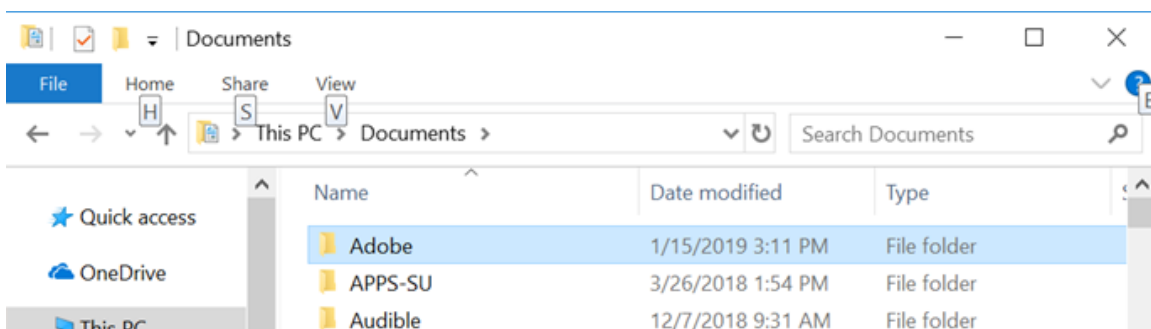 Documents
File Home Share View
H S V ? E
This PC > Documents > Search Documents
Name Date modified Type
Quick access
Adobe 1/15/2019 3:11 PM File folder
OneDrive
APPS-SU 3/26/2018 1:54 PM File folder
This PC
Audible 12/7/2018 9:31 AM File folder